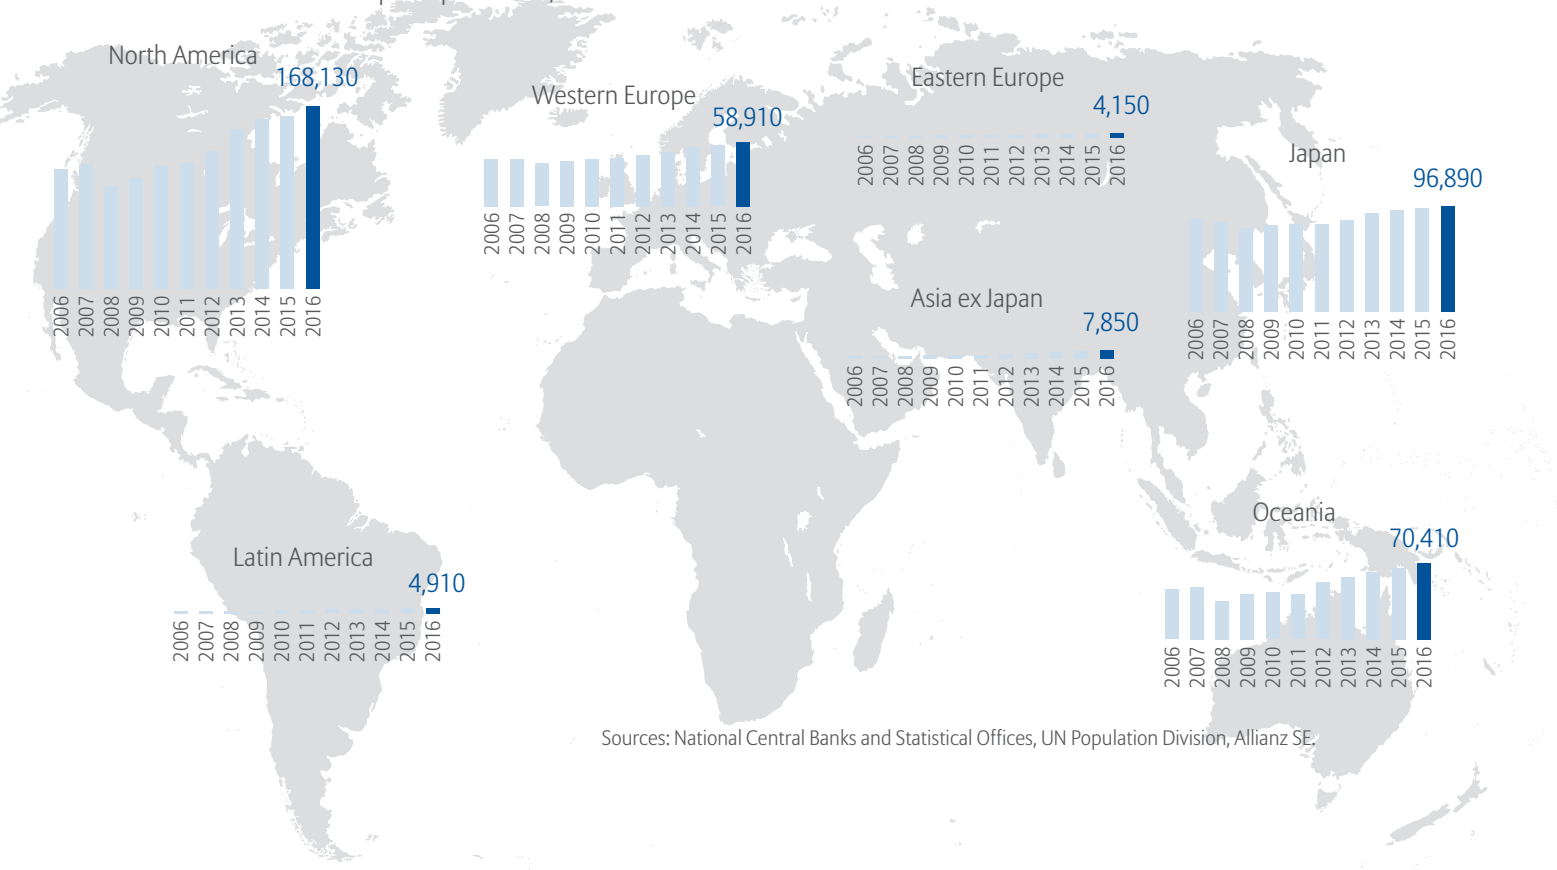 North America
168,130
2006 2007 2008 2009 2010 2011 2012 2013 2014 2015 2016
Western Europe
58,910
2006 2007 2008 2009 2010 2011 2012 2013 2014 2015 2016
Eastern Europe
4,150
2006 2007 2008 2009 2010 2011 2012 2013 2014 2015 2016
Japan
96,890
2006 2007 2008 2009 2010 2011 2012 2013 2014 2015 2016
Asia ex Japan
7,850
2006 2007 2008 2009 2010 2011 2012 2013 2014 2015 2016
Latin America
4,910
2006 2007 2008 2009 2010 2011 2012 2013 2014 2015 2016
Oceania
70,410
2006 2007 2008 2009 2010 2011 2012 2013 2014 2015 2016
Sources: National Central Banks and Statistical Offices, UN Population Division, Allianz SE.